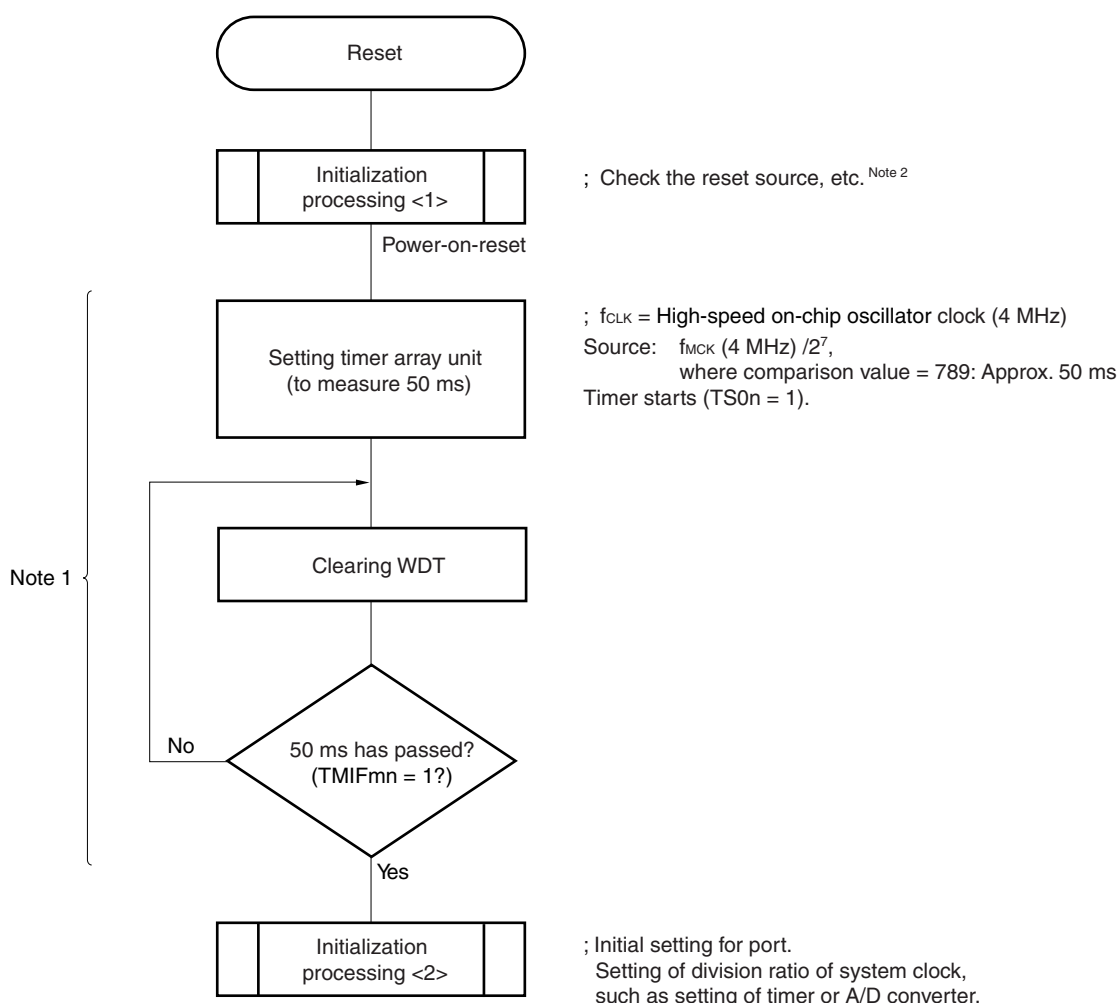 Reset
Initialization
processing <1>
; Check the reset source, etc. Note 2
Power-on-reset
Setting timer array unit
(to measure 50 ms)
; fCLK = High-speed on-chip oscillator clock (4 MHz)
Source: fMCK (4 MHz) /2⁷,
where comparison value = 789: Approx. 50 ms
Timer starts (TS0n = 1).
Note 1
Clearing WDT
No
50 ms has passed?
(TMIFmn = 1?)
Yes
Initialization
processing <2>
; Initial setting for port.
Setting of division ratio of system clock,
such as setting of timer or A/D converter.